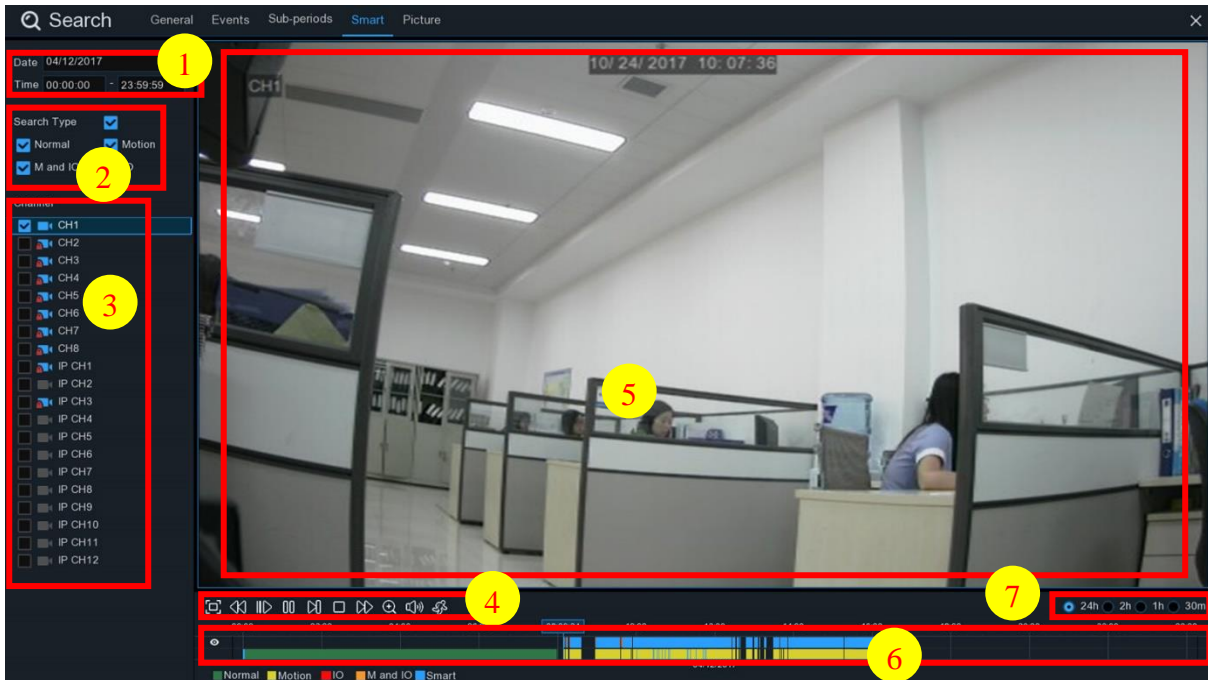 Search General Events Sub-periods Smart Picture
Date 04/12/2017
Time 00:00:00 - 23:59:59
1
Search Type
Normal Motion
M and IO
2
Channel
CH1
CH2
CH3
CH4
CH5
CH6
CH7
CH8
IP CH1
IP CH2
IP CH3
IP CH4
IP CH5
IP CH6
IP CH7
IP CH8
IP CH9
IP CH10
IP CH11
IP CH12
3
10/ 24/ 2017 10: 07: 36
CH1
5
4
7
24h 2h 1h 30m
6
04/12/2017
Normal Motion IO M and IO Smart